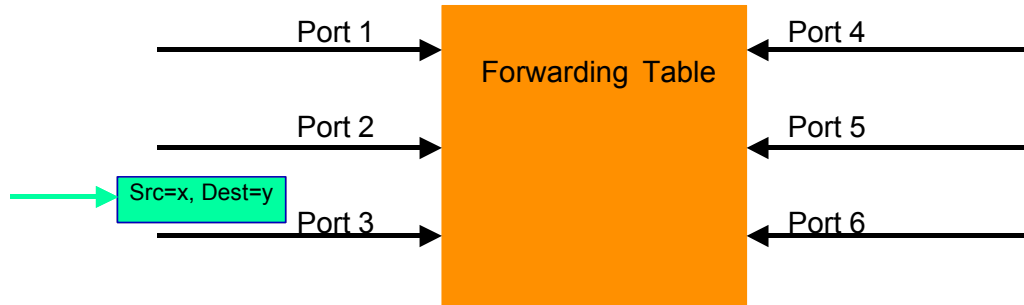 Port 1
Port 4
Forwarding Table
Port 2
Port 5
Src=x, Dest=y
Port 3
Port 6